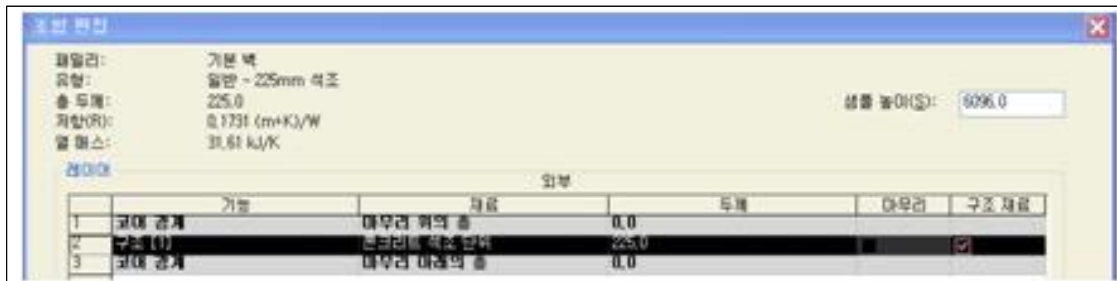 조합 편집
패밀리: 기본 벽
유형: 일반 - 225mm 석조
총 두께: 225.0
저항(R): 0.1731 (m•K)/W
열 매스: 31.61 kJ/K
샘플 높이(S): 6096.0
레이어
외부
기능 재료 두께 마무리 구조 재료
1 코어 경계 마무리 위의 층 0.0
2 구조 [1] 콘크리트 석조 단위 225.0
3 코어 경계 마무리 아래의 층 0.0